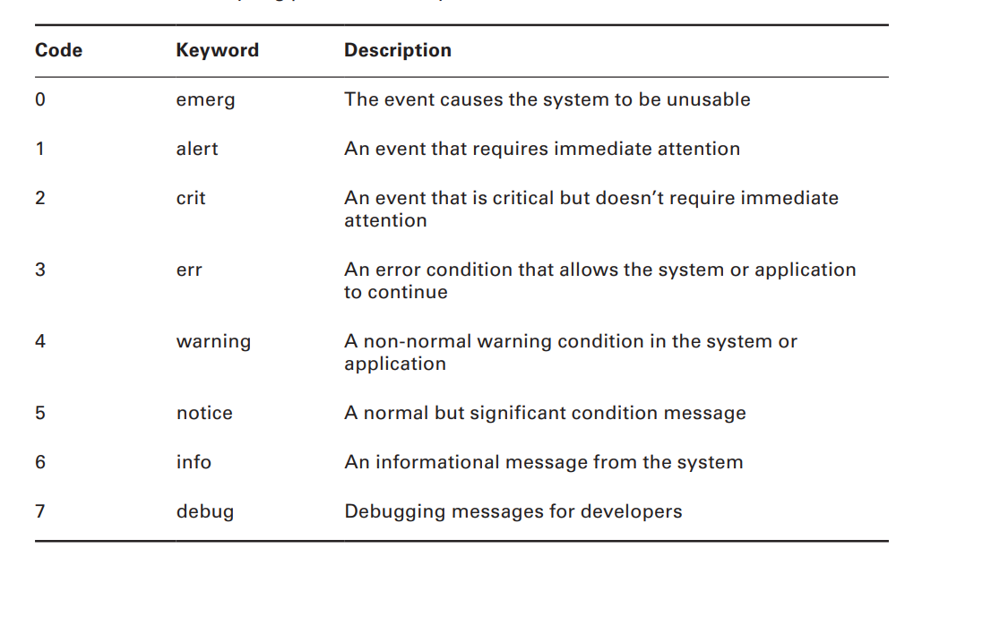 Code Keyword Description
0 emerg The event causes the system to be unusable
1 alert An event that requires immediate attention
2 crit An event that is critical but doesn’t require immediate
attention
3 err An error condition that allows the system or application
to continue
4 warning A non-normal warning condition in the system or
application
5 notice A normal but significant condition message
6 info An informational message from the system
7 debug Debugging messages for developers